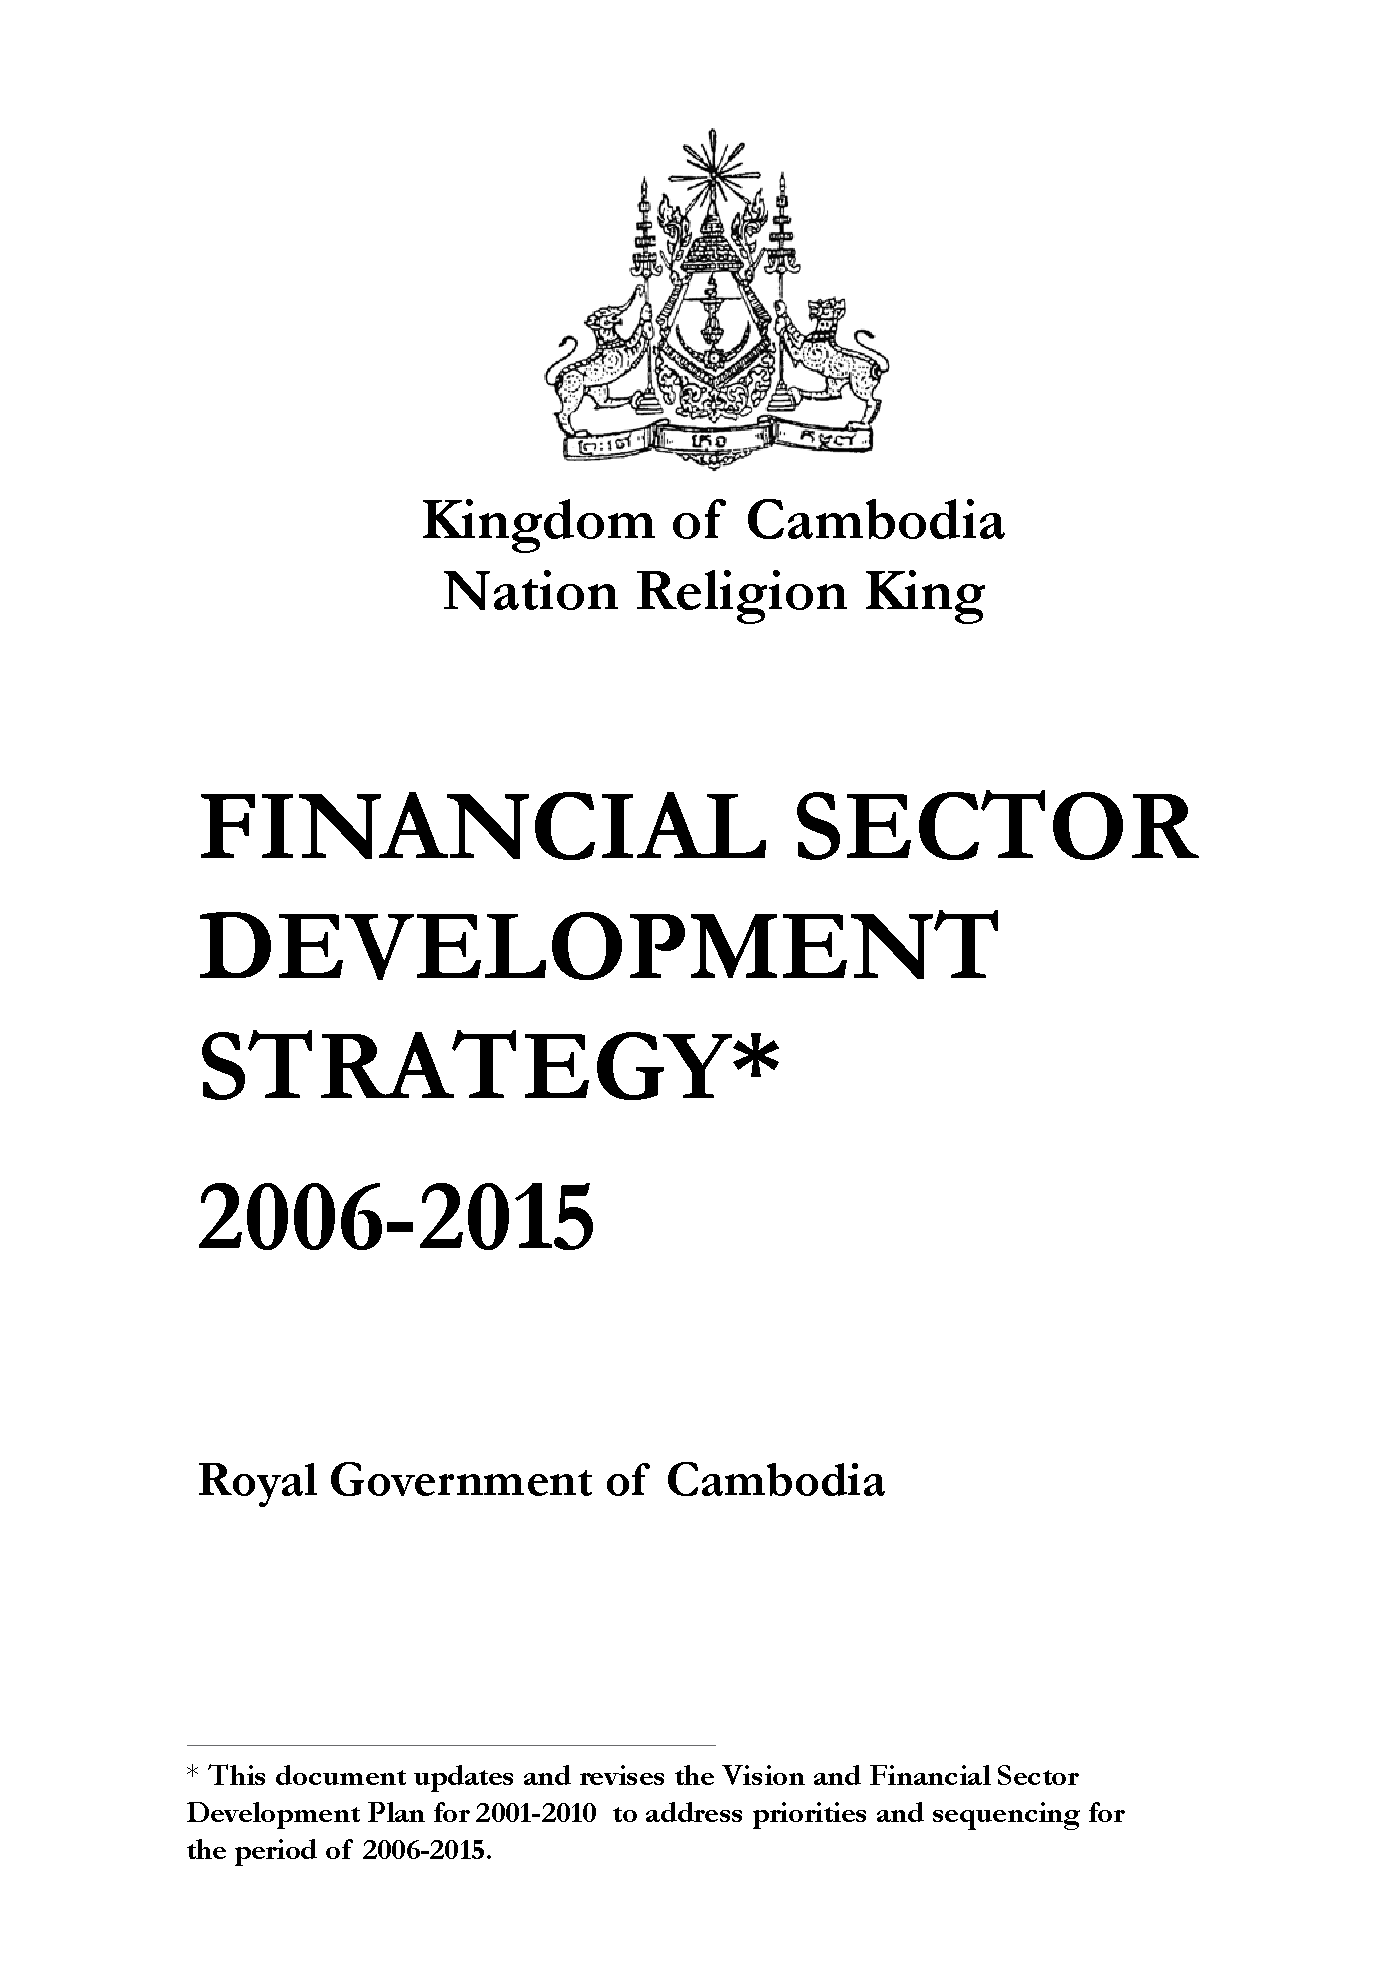 Kingdom of Cambodia
Nation Religion King
FINANCIAL SECTOR
DEVELOPMENT
STRATEGY*
2006-2015
Royal Government of Cambodia
* This document updates and revises the Vision and Financial Sector
Development Plan for 2001-2010 to address priorities and sequencing for
the period of 2006-2015.